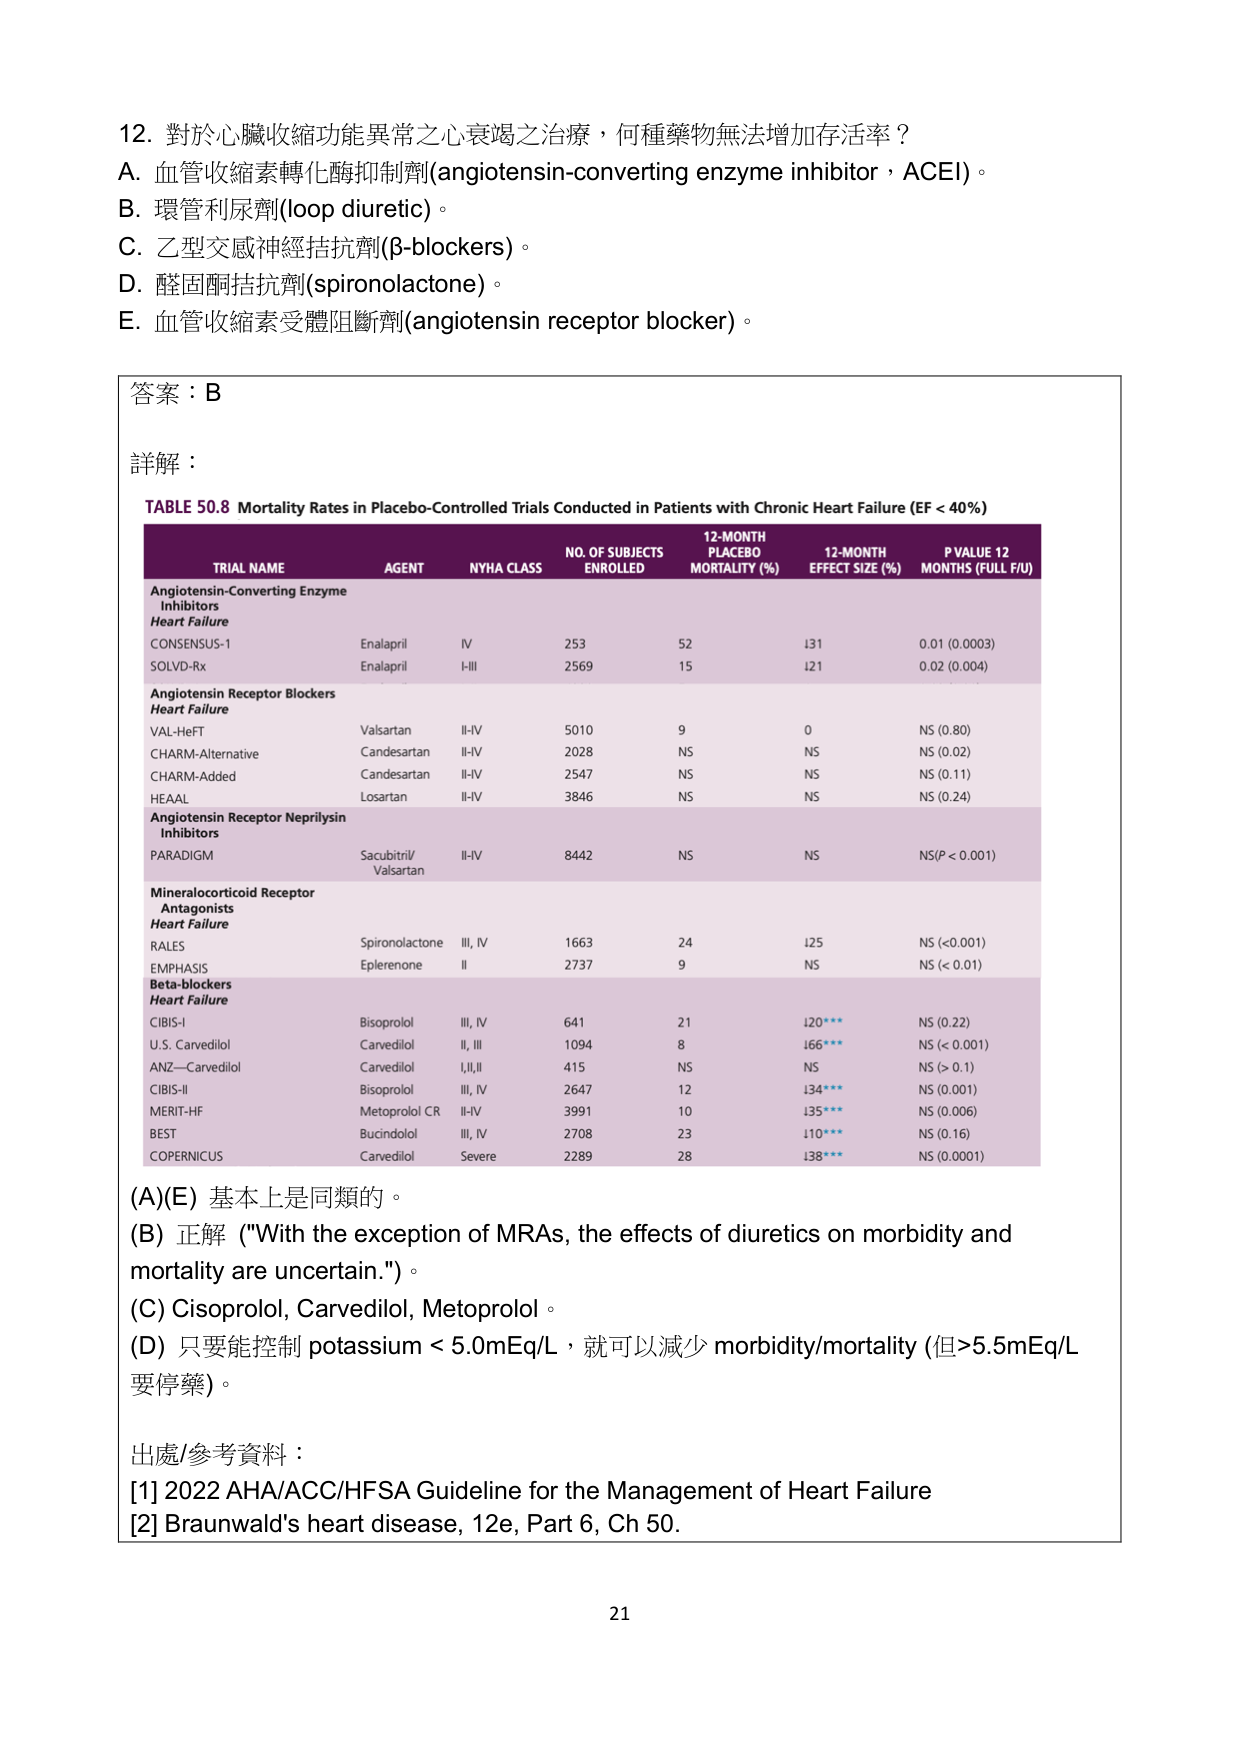 12. 對於心臟收縮功能異常之心衰竭之治療，何種藥物無法增加存活率？
A. 血管收縮素轉化酶抑制劑(angiotensin-converting enzyme inhibitor，ACEI)。
B. 環管利尿劑(loop diuretic)。
C. 乙型交感神經拮抗劑(β-blockers)。
D. 醛固酮拮抗劑(spironolactone)。
E. 血管收縮素受體阻斷劑(angiotensin receptor blocker)。
答案：B
詳解：
TABLE 50.8 Mortality Rates in Placebo-Controlled Trials Conducted in Patients with Chronic Heart Failure (EF < 40%)
TRIAL NAME AGENT NYHA CLASS NO. OF SUBJECTS ENROLLED 12-MONTH PLACEBO MORTALITY (%) 12-MONTH EFFECT SIZE (%) P VALUE 12 MONTHS (FULL F/U)
Angiotensin-Converting Enzyme
Inhibitors
Heart Failure
CONSENSUS-1 Enalapril IV 253 52 ↓31 0.01 (0.0003)
SOLVD-Rx Enalapril I-III 2569 15 ↓21 0.02 (0.004)
Angiotensin Receptor Blockers
Heart Failure
VAL-HeFT Valsartan II-IV 5010 9 0 NS (0.80)
CHARM-Alternative Candesartan II-IV 2028 NS NS NS (0.02)
CHARM-Added Candesartan II-IV 2547 NS NS NS (0.11)
HEAAL Losartan II-IV 3846 NS NS NS (0.24)
Angiotensin Receptor Neprilysin
Inhibitors
PARADIGM Sacubitril/ II-IV 8442 NS NS NS(P < 0.001)
Valsartan
Mineralocorticoid Receptor
Antagonists
Heart Failure
RALES Spironolactone III, IV 1663 24 ↓25 NS (<0.001)
EMPHASIS Eplerenone II 2737 9 NS NS (< 0.01)
Beta-blockers
Heart Failure
CIBIS-I Bisoprolol III, IV 641 21 ↓20*** NS (0.22)
U.S. Carvedilol Carvedilol II, III 1094 8 ↓66*** NS (< 0.001)
ANZ—Carvedilol Carvedilol I,II,II 415 NS NS NS (> 0.1)
CIBIS-II Bisoprolol III, IV 2647 12 ↓34*** NS (0.001)
MERIT-HF Metoprolol CR II-IV 3991 10 ↓35*** NS (0.006)
BEST Bucindolol III, IV 2708 23 ↓10*** NS (0.16)
COPERNICUS Carvedilol Severe 2289 28 ↓38*** NS (0.0001)
(A)(E) 基本上是同類的。
(B) 正解 ("With the exception of MRAs, the effects of diuretics on morbidity and
mortality are uncertain.")。
(C) Cisoprolol, Carvedilol, Metoprolol。
(D) 只要能控制 potassium < 5.0mEq/L，就可以減少 morbidity/mortality (但>5.5mEq/L
要停藥)。
出處/參考資料：
[1] 2022 AHA/ACC/HFSA Guideline for the Management of Heart Failure
[2] Braunwald's heart disease, 12e, Part 6, Ch 50.
21